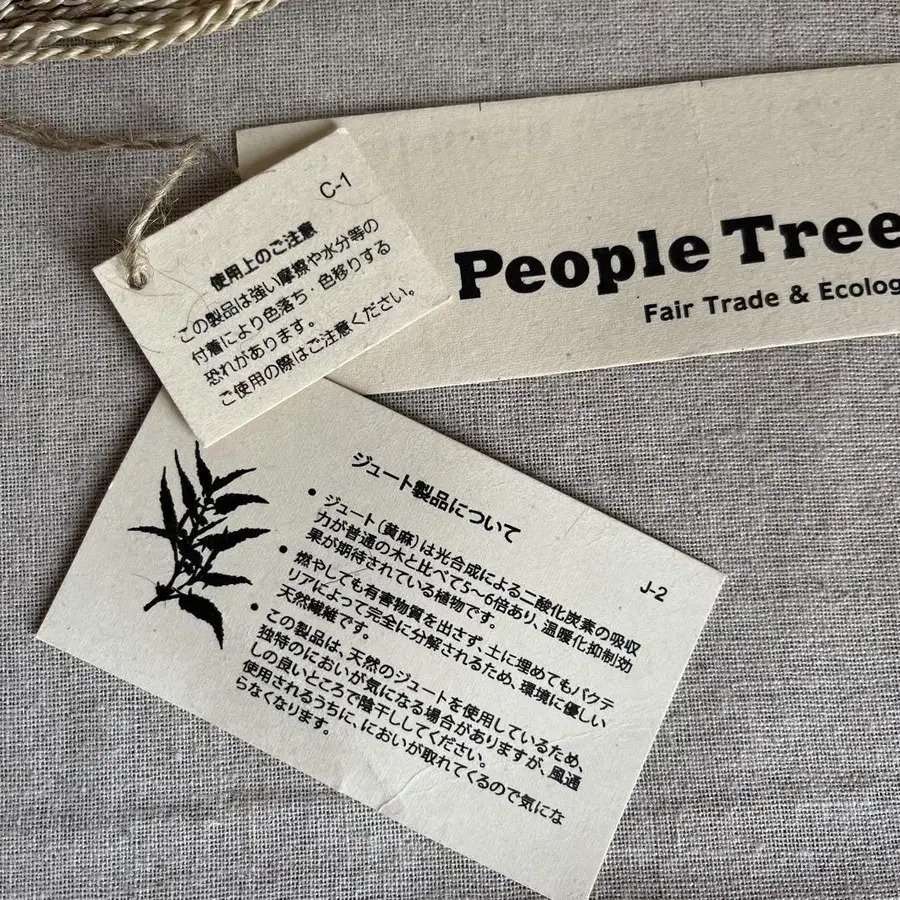 C-1
使用上のご注意
この製品は強い摩擦や水分等の
付着により色落ち・色移りする
恐れがあります。
ご使用の際はご注意ください。
People Tree
Fair Trade & Ecolog
ジュート製品について
J-2
• ジュート(黄麻)は光合成による二酸化炭素の吸収
力が普通の木と比べて5〜6倍あり、温暖化抑制効
果が期待されている植物です。
• 燃やしても有害物質を出さず、土に埋めてもバクテ
リアによって完全に分解されるため、環境に優しい
天然繊維です。
• この製品は、天然のジュートを使用しているため、
独特のにおいが気になる場合がありますが、風通
しの良いところで陰干ししてください。
使用されるうちに、においが取れてくるので気にな
らなくなります。